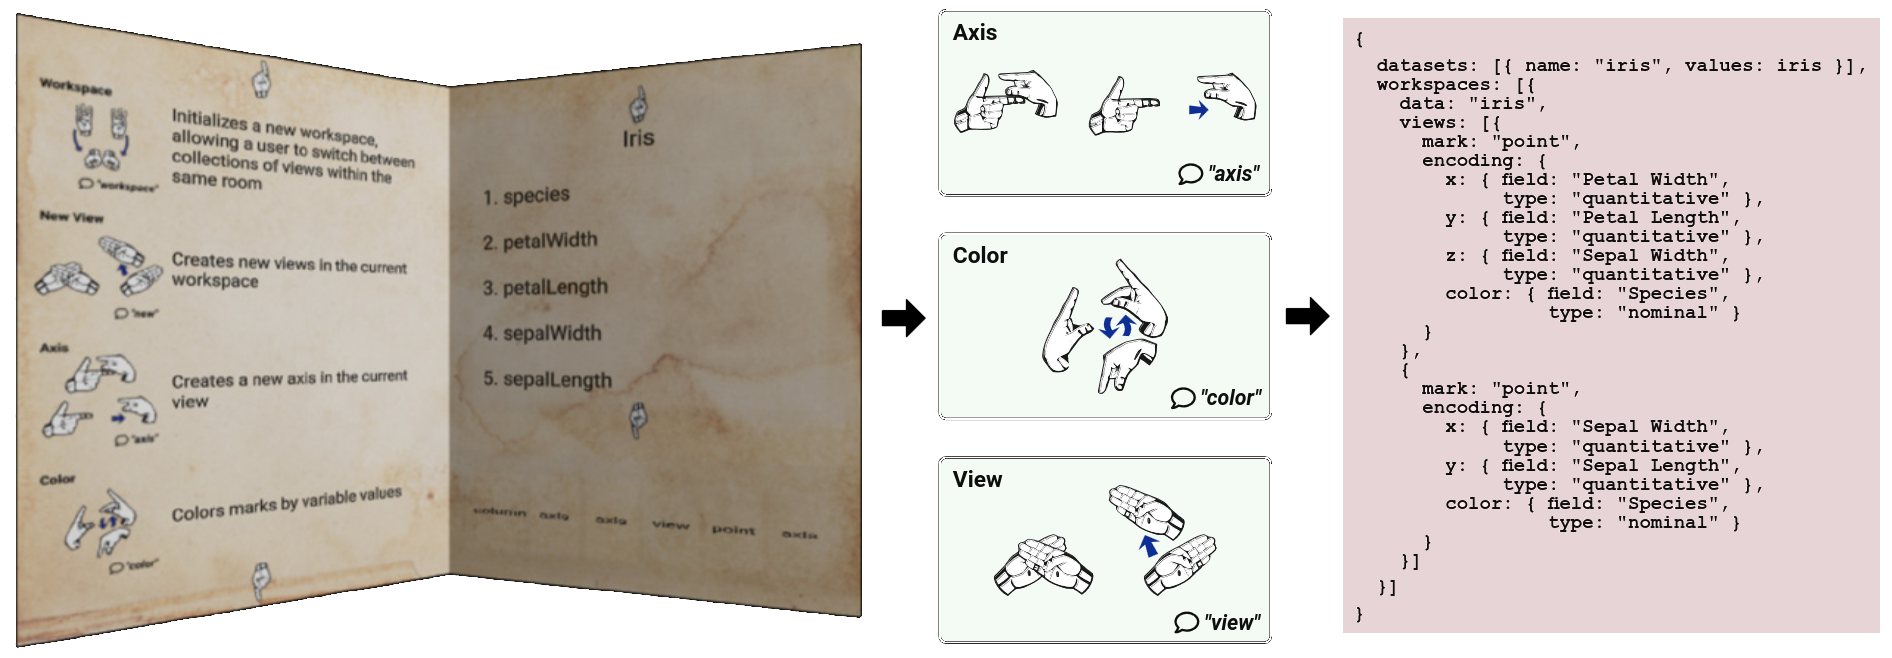 Workspace
Initializes a new workspace,
allowing a user to switch between
collections of views within the
same room
"workspace"
New View
Creates new views in the current
workspace
"new"
Axis
Creates a new axis in the current
view
"axis"
Color
Colors marks by variable values
"color"
Iris
1. species
2. petalWidth
3. petalLength
4. sepalWidth
5. sepalLength
column axis axis view point axis
Axis
"axis"
Color
"color"
View
"view"
{
datasets: [{ name: "iris", values: iris }],
workspaces: [{
data: "iris",
views: [{
mark: "point",
encoding: {
x: { field: "Petal Width",
type: "quantitative" },
y: { field: "Petal Length",
type: "quantitative" },
z: { field: "Sepal Width",
type: "quantitative" },
color: { field: "Species",
type: "nominal" }
}
},
{
mark: "point",
encoding: {
x: { field: "Sepal Width",
type: "quantitative" },
y: { field: "Sepal Length",
type: "quantitative" },
color: { field: "Species",
type: "nominal" }
}
}]
}]
}